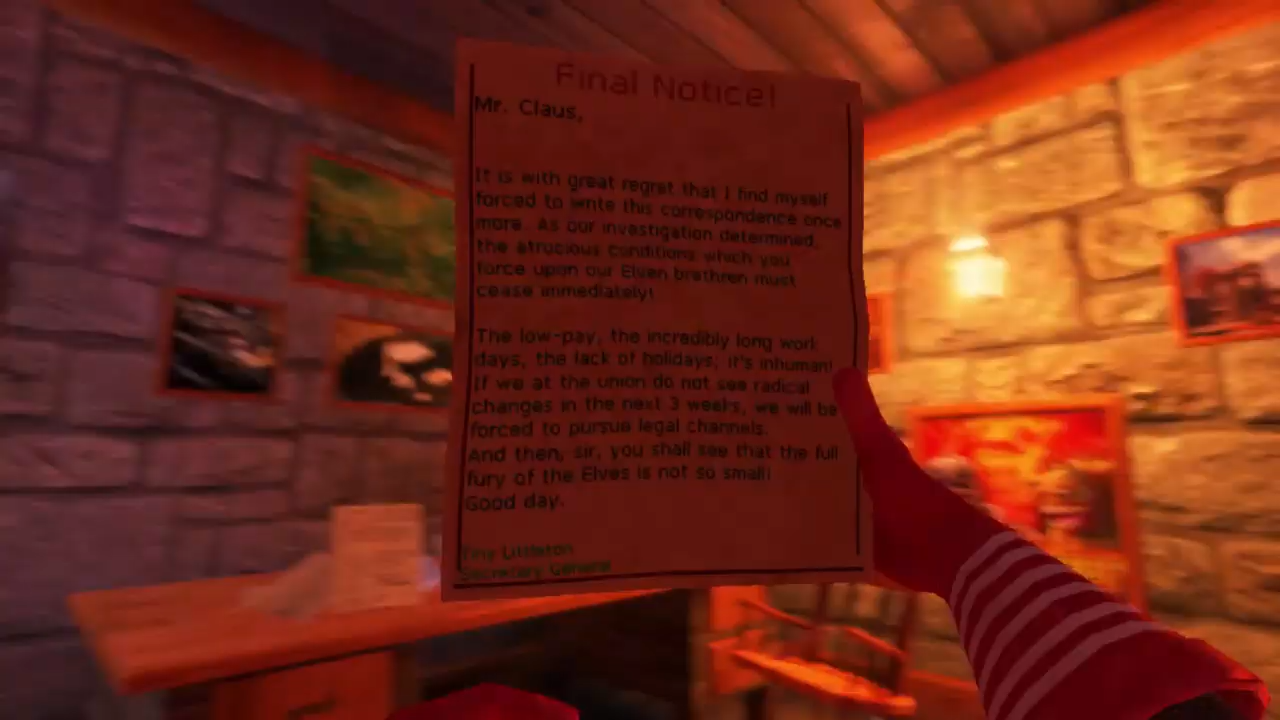 Final Notice!
Mr. Claus,
It is with great regret that I find myself
forced to write this correspondence once
more. As our investigation determined,
the atrocious conditions which you
force upon our Elven brethren must
cease immediately!
The low-pay, the incredibly long work
days, the lack of holidays; it's inhuman!
If we at the union do not see radical
changes in the next 3 weeks, we will be
forced to pursue legal channels.
And then, sir, you shall see that the full
fury of the Elves is not so small!
Good day.
Tiny Littleton
Secretary General